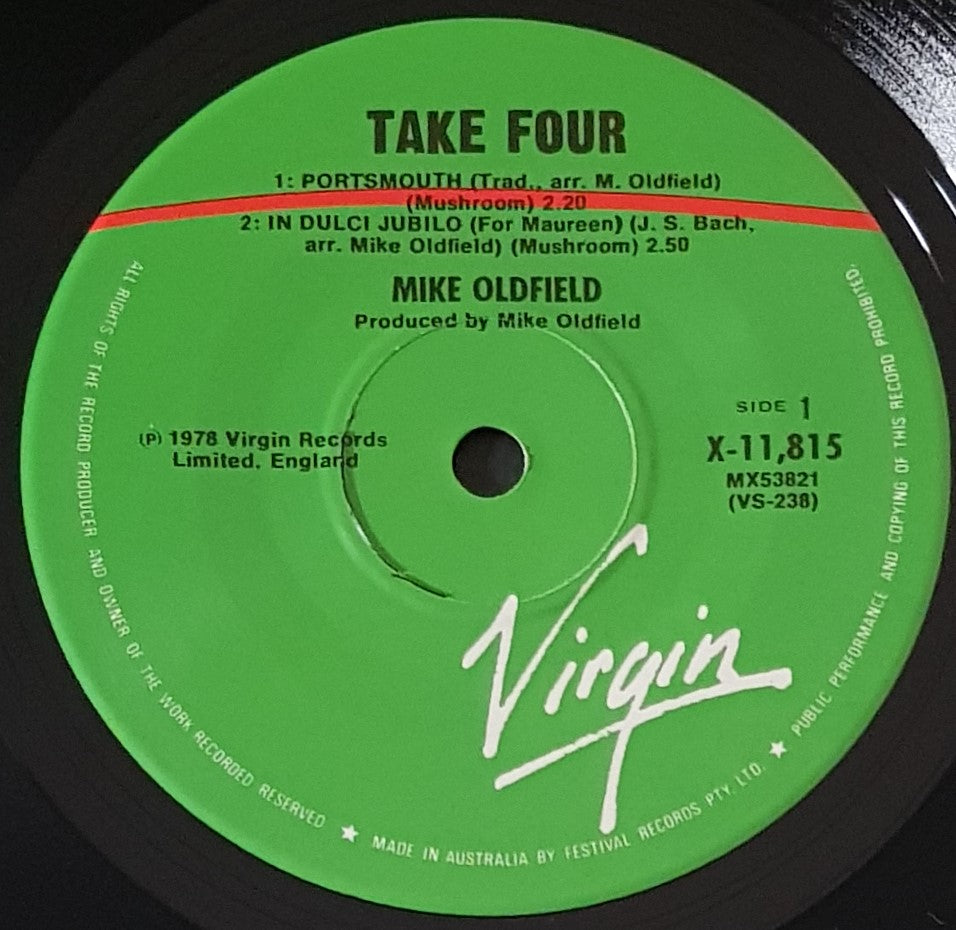 TAKE FOUR
1: PORTSMOUTH (Trad., arr. M. Oldfield)
(Mushroom) 2.20
2: IN DULCI JUBILO (For Maureen) (J. S. Bach,
arr. Mike Oldfield) (Mushroom) 2.50
MIKE OLDFIELD
Produced by Mike Oldfield
SIDE 1
X-11,815
MX53821
(VS-238)
(P) 1978 Virgin Records
Limited, England
Virgin
ALL RIGHTS OF THE RECORD PRODUCER AND OWNER OF THE WORK RECORDED RESERVED ★ MADE IN AUSTRALIA BY FESTIVAL RECORDS PTY. LTD. ★ PUBLIC PERFORMANCE AND COPYING OF THIS RECORD PROHIBITED.